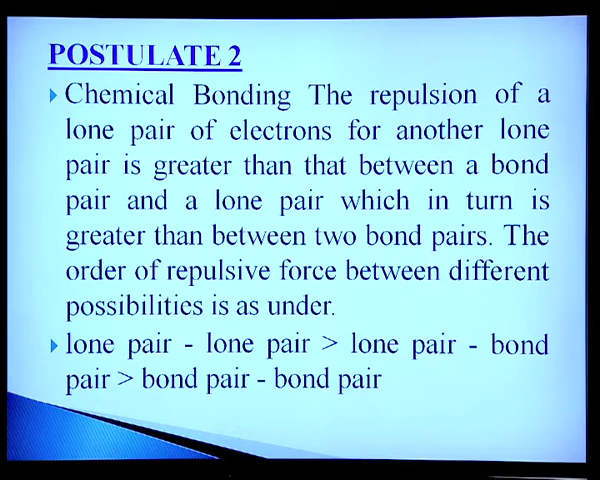 POSTULATE 2
Chemical Bonding The repulsion of a
lone pair of electrons for another lone
pair is greater than that between a bond
pair and a lone pair which in turn is
greater than between two bond pairs. The
order of repulsive force between different
possibilities is as under.
lone pair - lone pair > lone pair - bond
pair > bond pair - bond pair